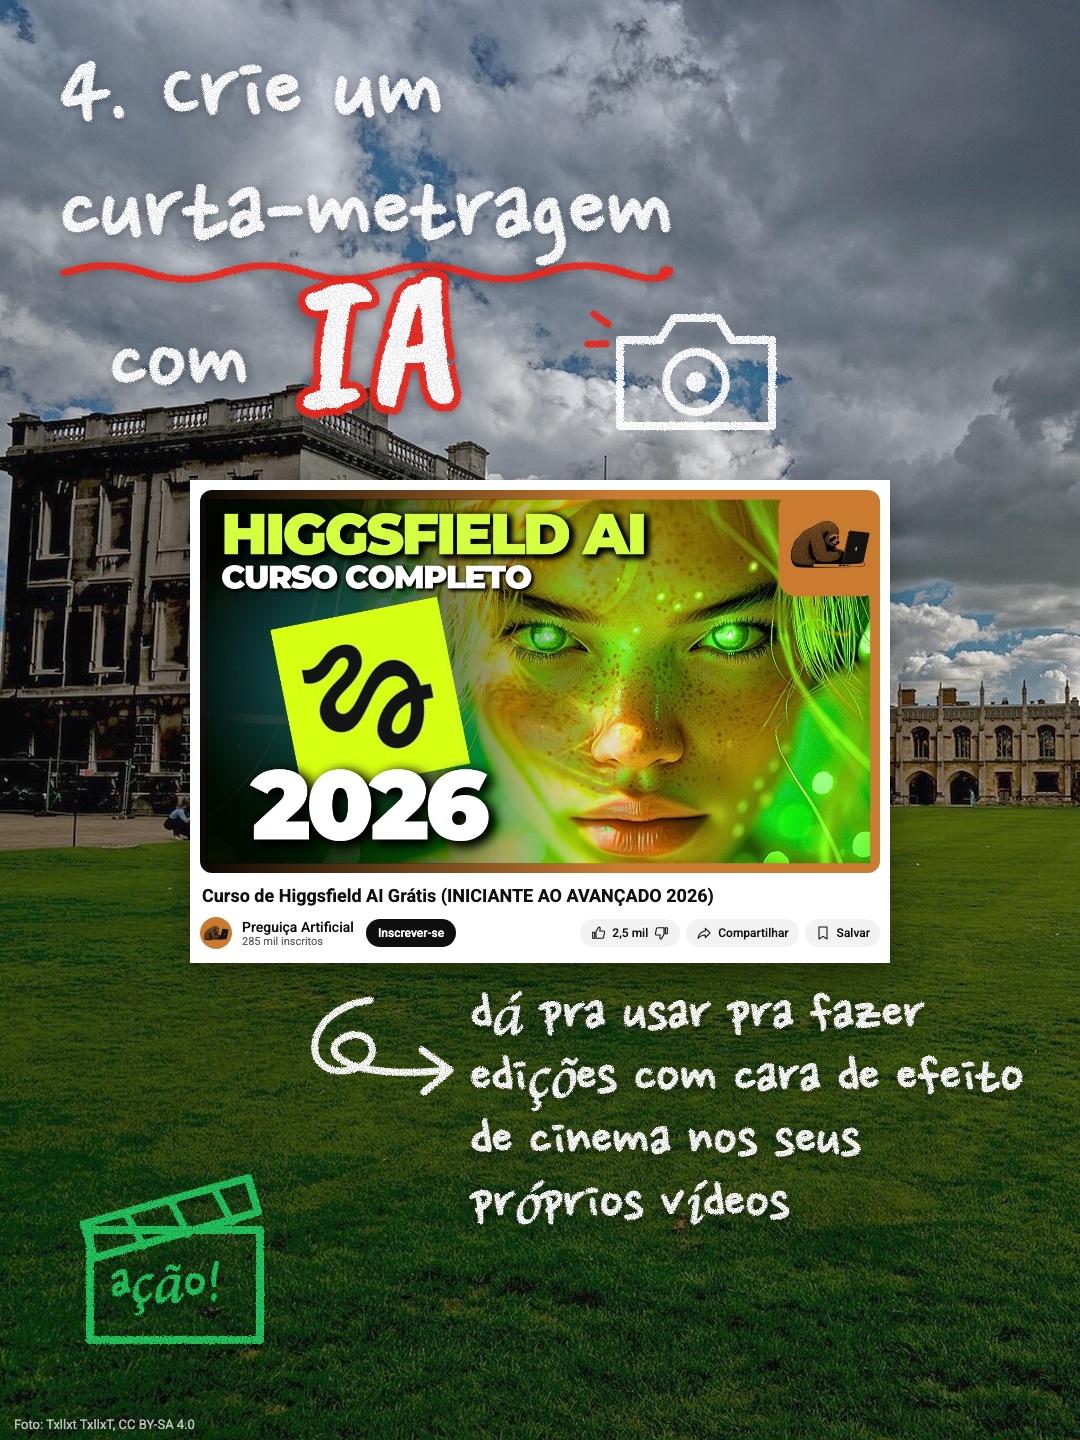 4. crie um
curta-metragem
com IA
HIGGSFIELD AI
CURSO COMPLETO
2026
Curso de Higgsfield AI Grátis (INICIANTE AO AVANÇADO 2026)
Preguiça Artificial
285 mil inscritos
Inscrever-se
2,5 mil
Compartilhar
Salvar
dá pra usar pra fazer
edições com cara de efeito
de cinema nos seus
próprios vídeos
ação!
Foto: Txllxt TxllxT, CC BY-SA 4.0